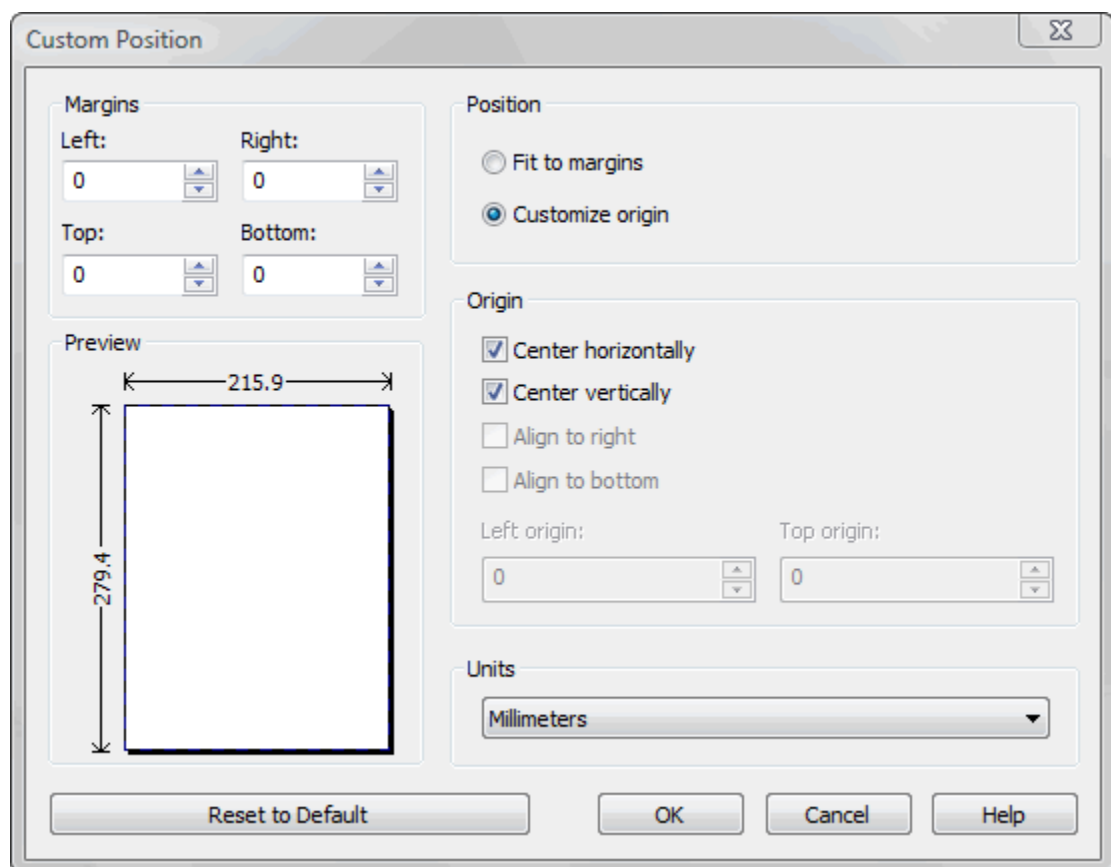 Custom Position
Margins
Left: Right:
0 0
Top: Bottom:
0 0
Preview
215.9
279.4
Position
Fit to margins
Customize origin
Origin
Center horizontally
Center vertically
Align to right
Align to bottom
Left origin: Top origin:
0 0
Units
Millimeters
Reset to Default OK Cancel Help